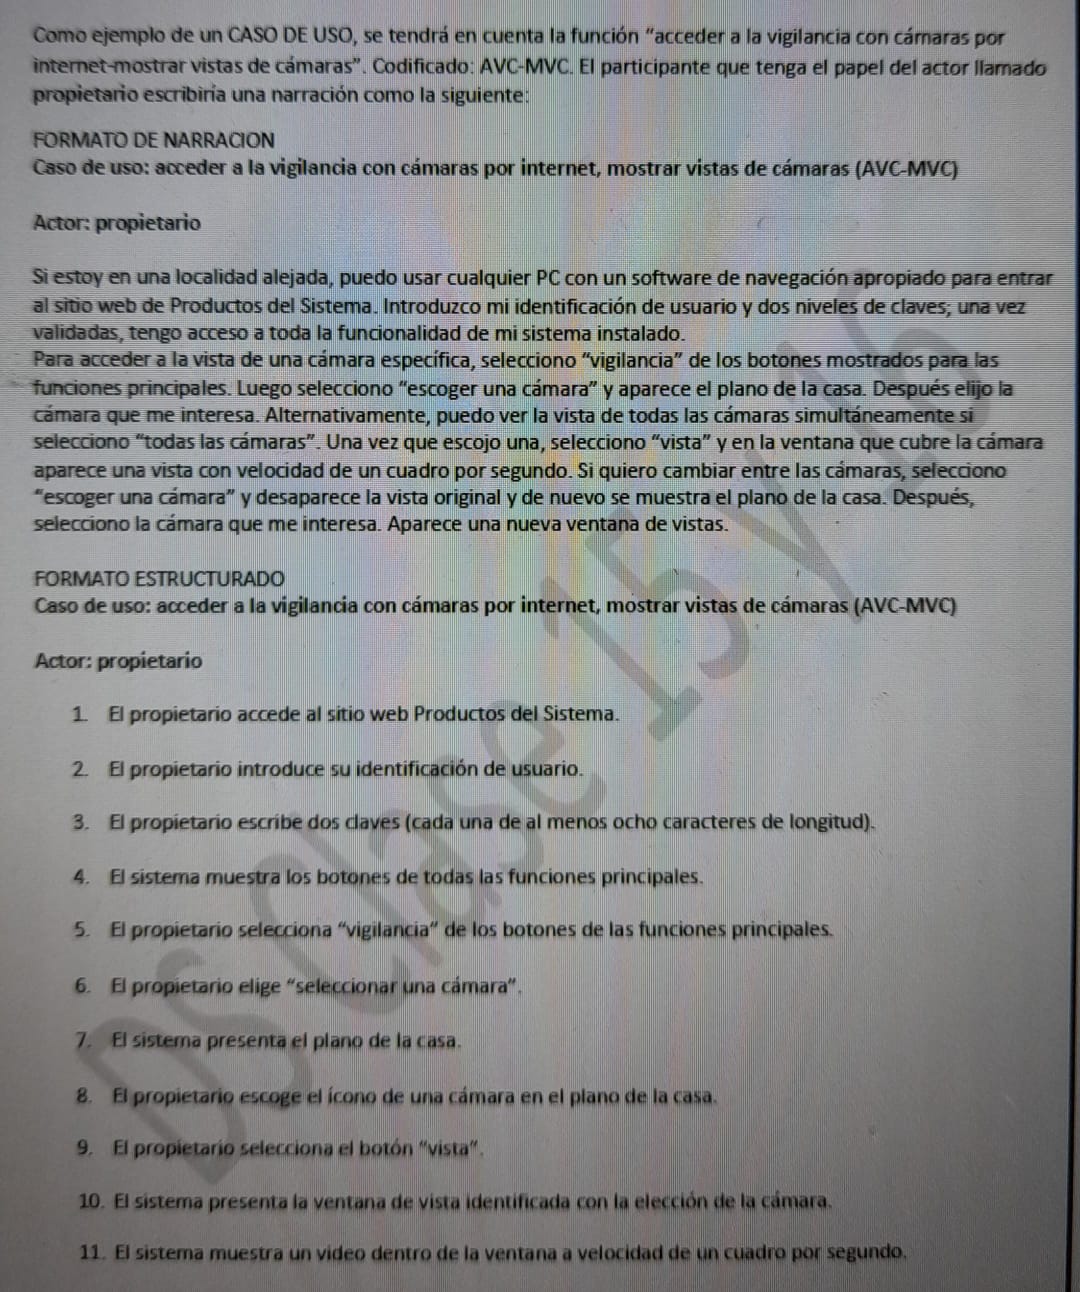 Como ejemplo de un CASO DE USO, se tendrá en cuenta la función "acceder a la vigilancia con cámaras por
internet-mostrar vistas de cámaras". Codificado: AVC-MVC. El participante que tenga el papel del actor llamado
propietario escribiría una narración como la siguiente:
FORMATO DE NARRACION
Caso de uso: acceder a la vigilancia con cámaras por internet, mostrar vistas de cámaras (AVC-MVC)
Actor: propietario
Si estoy en una localidad alejada, puedo usar cualquier PC con un software de navegación apropiado para entrar
al sitio web de Productos del Sistema. Introduzco mi identificación de usuario y dos niveles de claves; una vez
validadas, tengo acceso a toda la funcionalidad de mi sistema instalado.
Para acceder a la vista de una cámara específica, selecciono "vigilancia" de los botones mostrados para las
funciones principales. Luego selecciono "escoger una cámara" y aparece el plano de la casa. Después elijo la
cámara que me interesa. Alternativamente, puedo ver la vista de todas las cámaras simultáneamente si
selecciono "todas las cámaras". Una vez que escojo una, selecciono "vista" y en la ventana que cubre la cámara
aparece una vista con velocidad de un cuadro por segundo. Si quiero cambiar entre las cámaras, selecciono
"escoger una cámara" y desaparece la vista original y de nuevo se muestra el plano de la casa. Después,
selecciono la cámara que me interesa. Aparece una nueva ventana de vistas.
FORMATO ESTRUCTURADO
Caso de uso: acceder a la vigilancia con cámaras por internet, mostrar vistas de cámaras (AVC-MVC)
Actor: propietario
1. El propietario accede al sitio web Productos del Sistema.
2. El propietario introduce su identificación de usuario.
3. El propietario escribe dos claves (cada una de al menos ocho caracteres de longitud).
4. El sistema muestra los botones de todas las funciones principales.
5. El propietario selecciona "vigilancia" de los botones de las funciones principales.
6. El propietario elige "seleccionar una cámara".
7. El sistema presenta el plano de la casa.
8. El propietario escoge el ícono de una cámara en el plano de la casa.
9. El propietario selecciona el botón "vista".
10. El sistema presenta la ventana de vista identificada con la elección de la cámara.
11. El sistema muestra un video dentro de la ventana a velocidad de un cuadro por segundo.
DS Clase 15 y 16